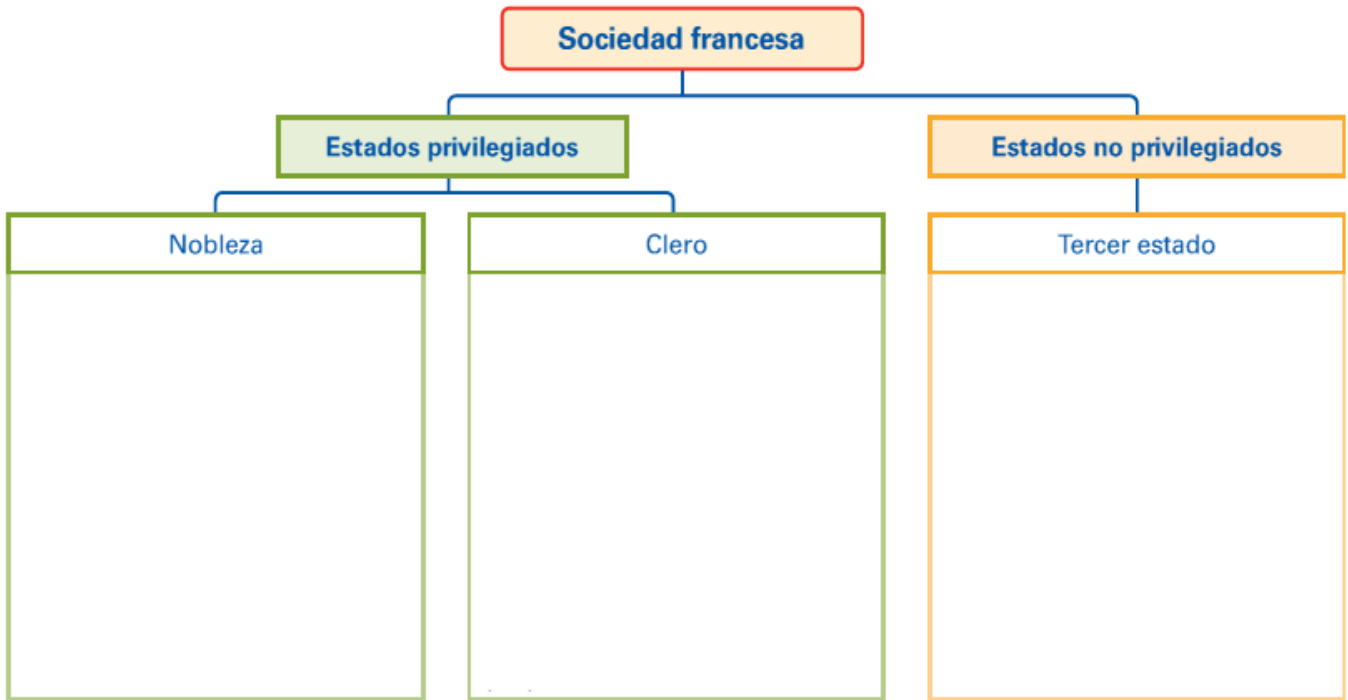 Sociedad francesa
Estados privilegiados
Estados no privilegiados
Nobleza
Clero
Tercer estado